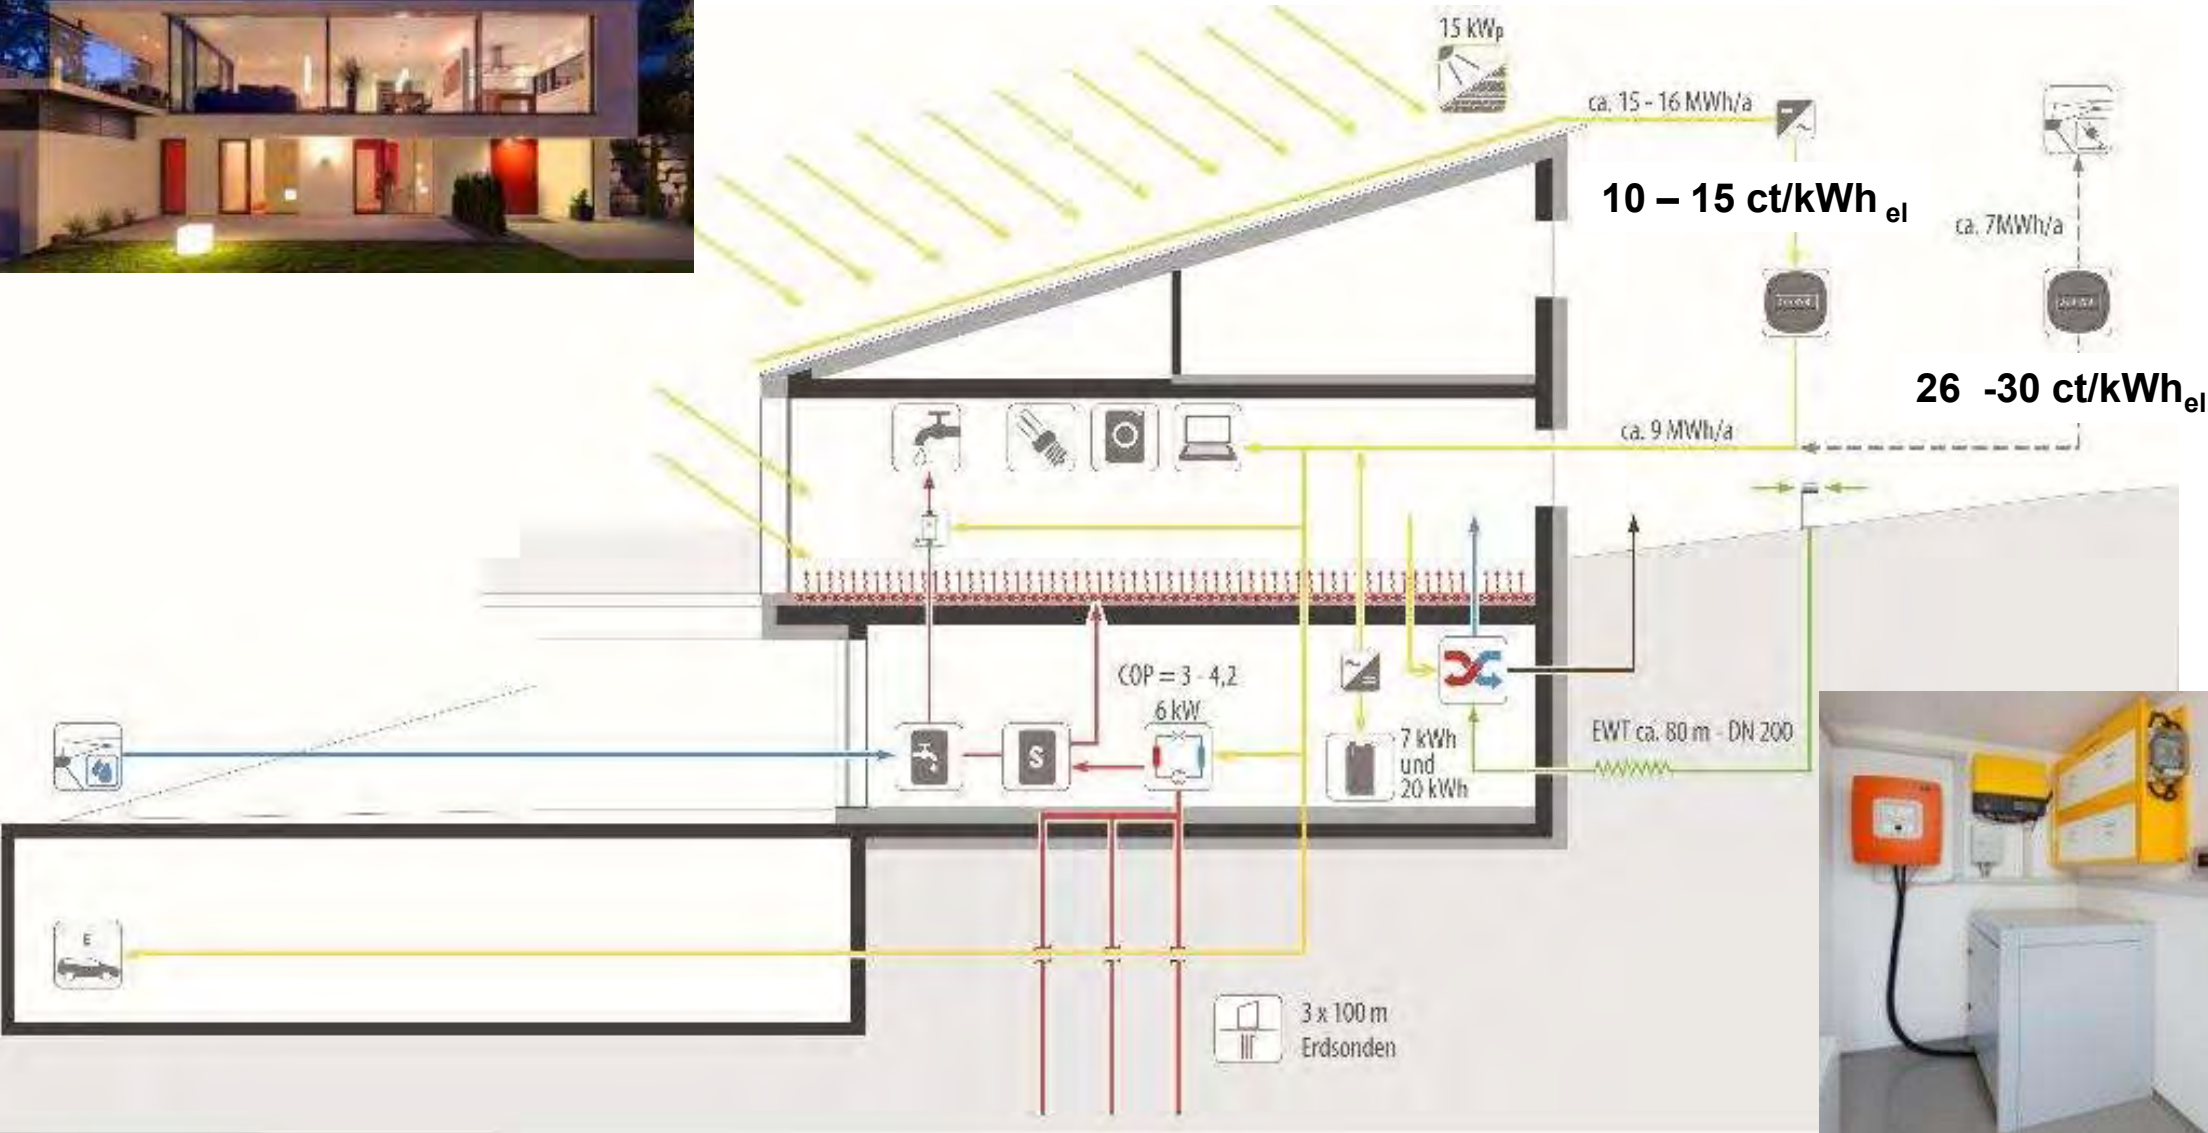 15 kWp
ca. 15 - 16 MWh/a
10 – 15 ct/kWh el
ca. 7MWh/a
26 -30 ct/kWhel
ca. 9 MWh/a
COP = 3 - 4,2
6 kW
S
7 kWh
und
20 kWh
EWT ca. 80 m - DN 200
E
3 x 100 m
Erdsonden